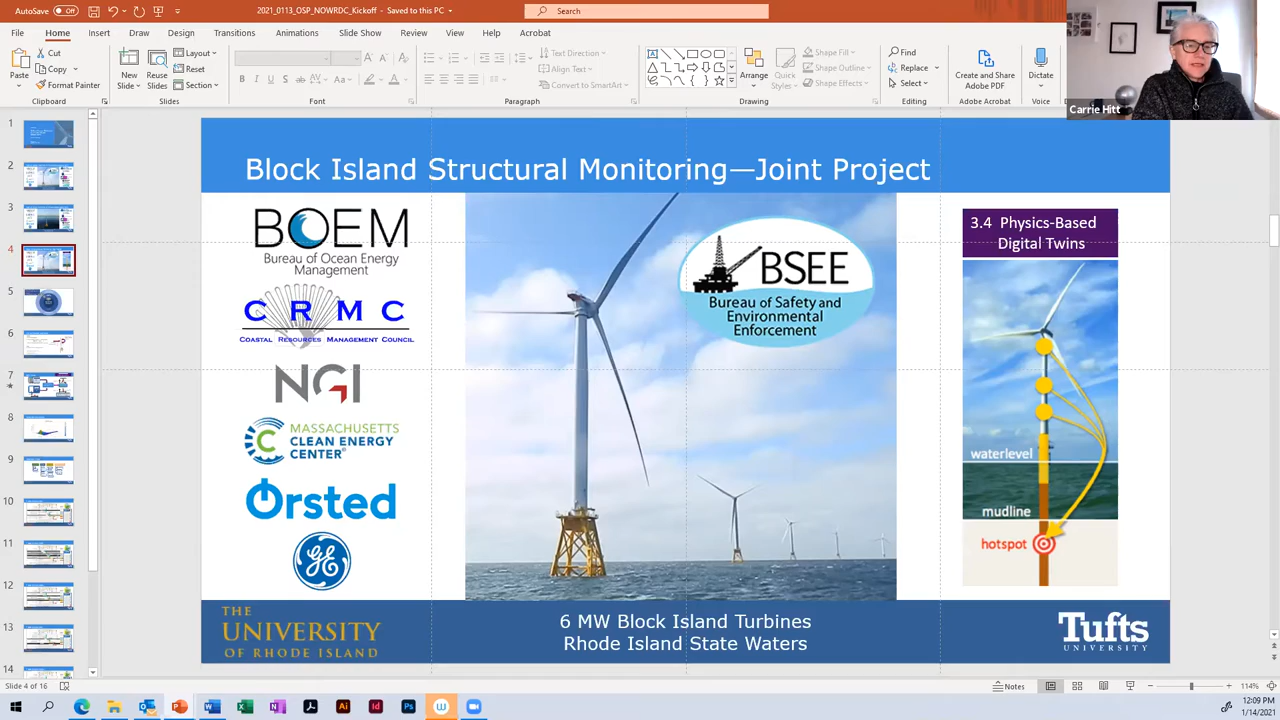 AutoSave
Off
2021_0113_OSP_NOWRDC_Kickoff - Saved to this PC
Search
File
Home
Insert
Draw
Design
Transitions
Animations
Slide Show
Review
View
Help
Acrobat
Paste
Cut
Copy
Format Painter
Clipboard
New
Slide
Reuse
Slides
Layout
Reset
Section
Slides
Font
Text Direction
Align Text
Convert to SmartArt
Paragraph
Arrange
Quick
Styles
Shape Fill
Shape Outline
Shape Effects
Drawing
Find
Replace
Select
Editing
Create and Share
Adobe PDF
Adobe Acrobat
Dictate
Voice
Carrie Hitt
1
2
3
4
6
7
8
9
10
11
12
13
14
Block Island Structural Monitoring—Joint Project
BOEM
Bureau of Ocean Energy
Management
CRMC
Coastal Resources Management Council
NGI
MASSACHUSETTS
CLEAN ENERGY
CENTER
Ørsted
GE
BSEE
Bureau of Safety and
Environmental
Enforcement
3.4 Physics-Based
Digital Twins
waterlevel
mudline
hotspot
THE
UNIVERSITY
OF RHODE ISLAND
6 MW Block Island Turbines
Rhode Island State Waters
Tufts
UNIVERSITY
Slide 4 of 16
Notes
114%
12:09 PM
1/14/2021